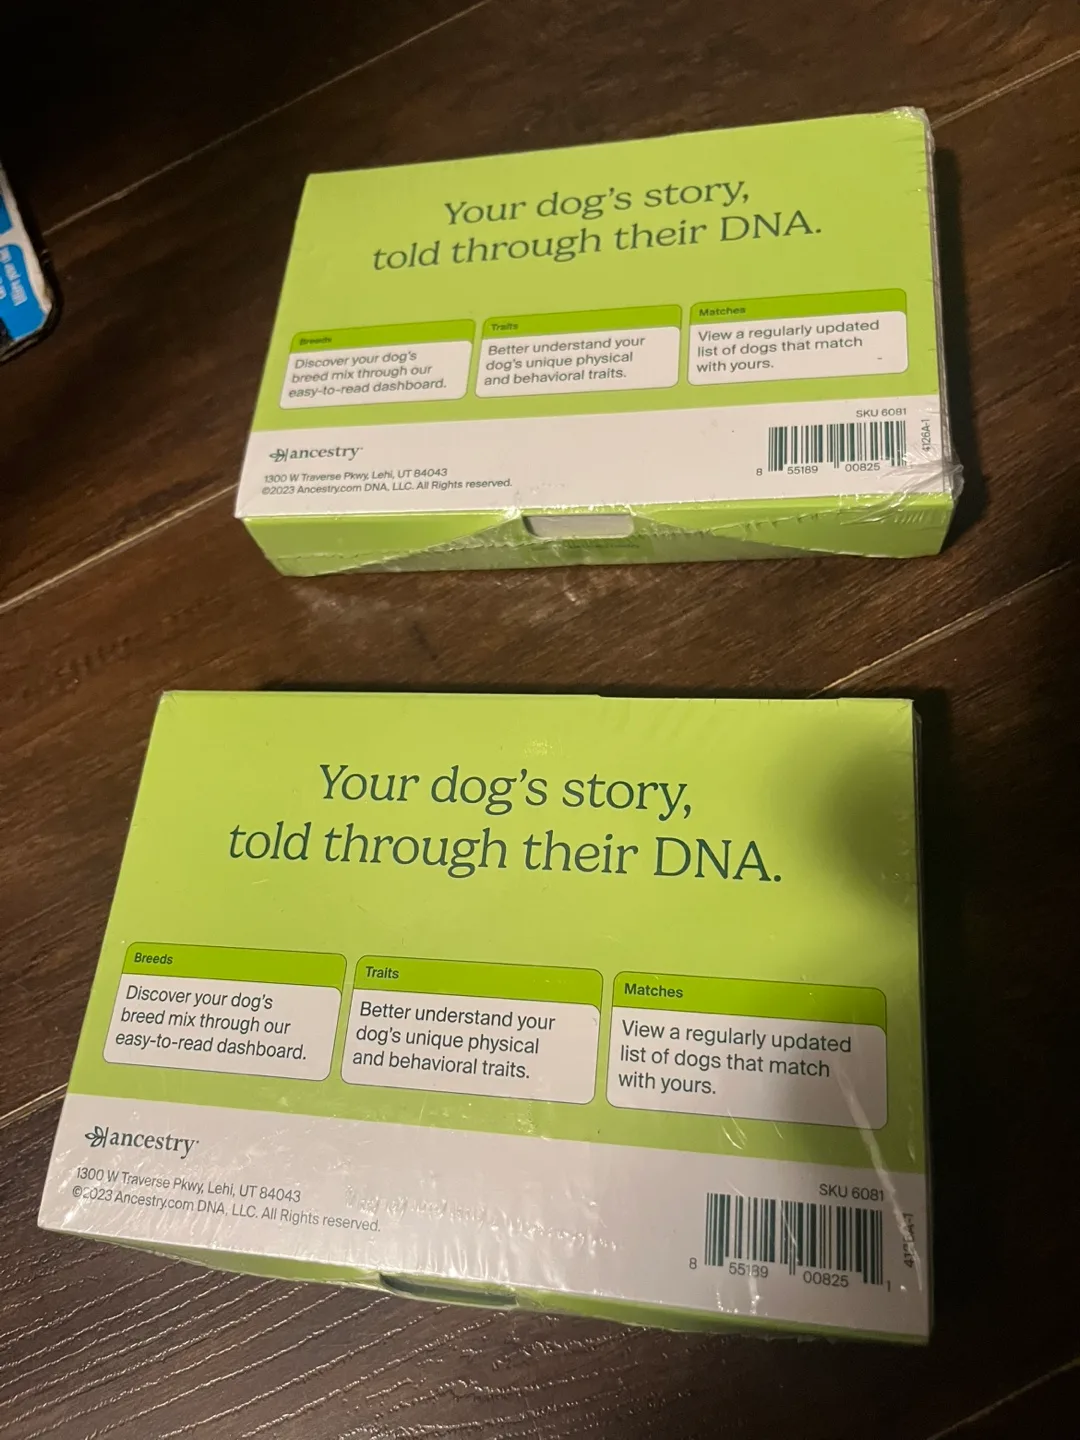 Your dog's story,
told through their DNA.
Breeds
Discover your dog's
breed mix through our
easy-to-read dashboard.
Traits
Better understand your
dog's unique physical
and behavioral traits.
Matches
View a regularly updated
list of dogs that match
with yours.
ancestry
1300 W Traverse Pkwy, Lehi, UT 84043
©2023 Ancestry.com DNA, LLC. All Rights reserved.
SKU 6081
8 55189 00825
4126A-1
Your dog's story,
told through their DNA.
Breeds
Discover your dog's
breed mix through our
easy-to-read dashboard.
Traits
Better understand your
dog's unique physical
and behavioral traits.
Matches
View a regularly updated
list of dogs that match
with yours.
ancestry
1300 W Traverse Pkwy, Lehi, UT 84043
©2023 Ancestry.com DNA, LLC. All Rights reserved.
SKU 6081
8 55189 00825 1
4126A-1